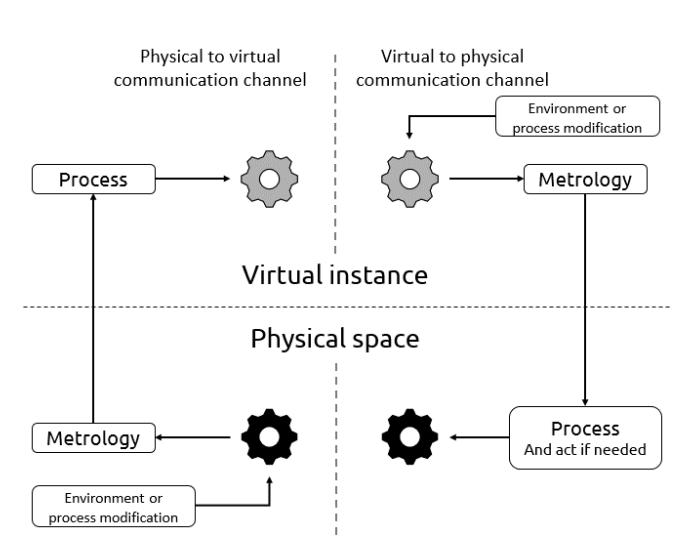 Physical to virtual
communication channel
Virtual to physical
communication channel
Environment or
process modification
Process
Metrology
Virtual instance
Physical space
Metrology
Process
And act if needed
Environment or
process modification